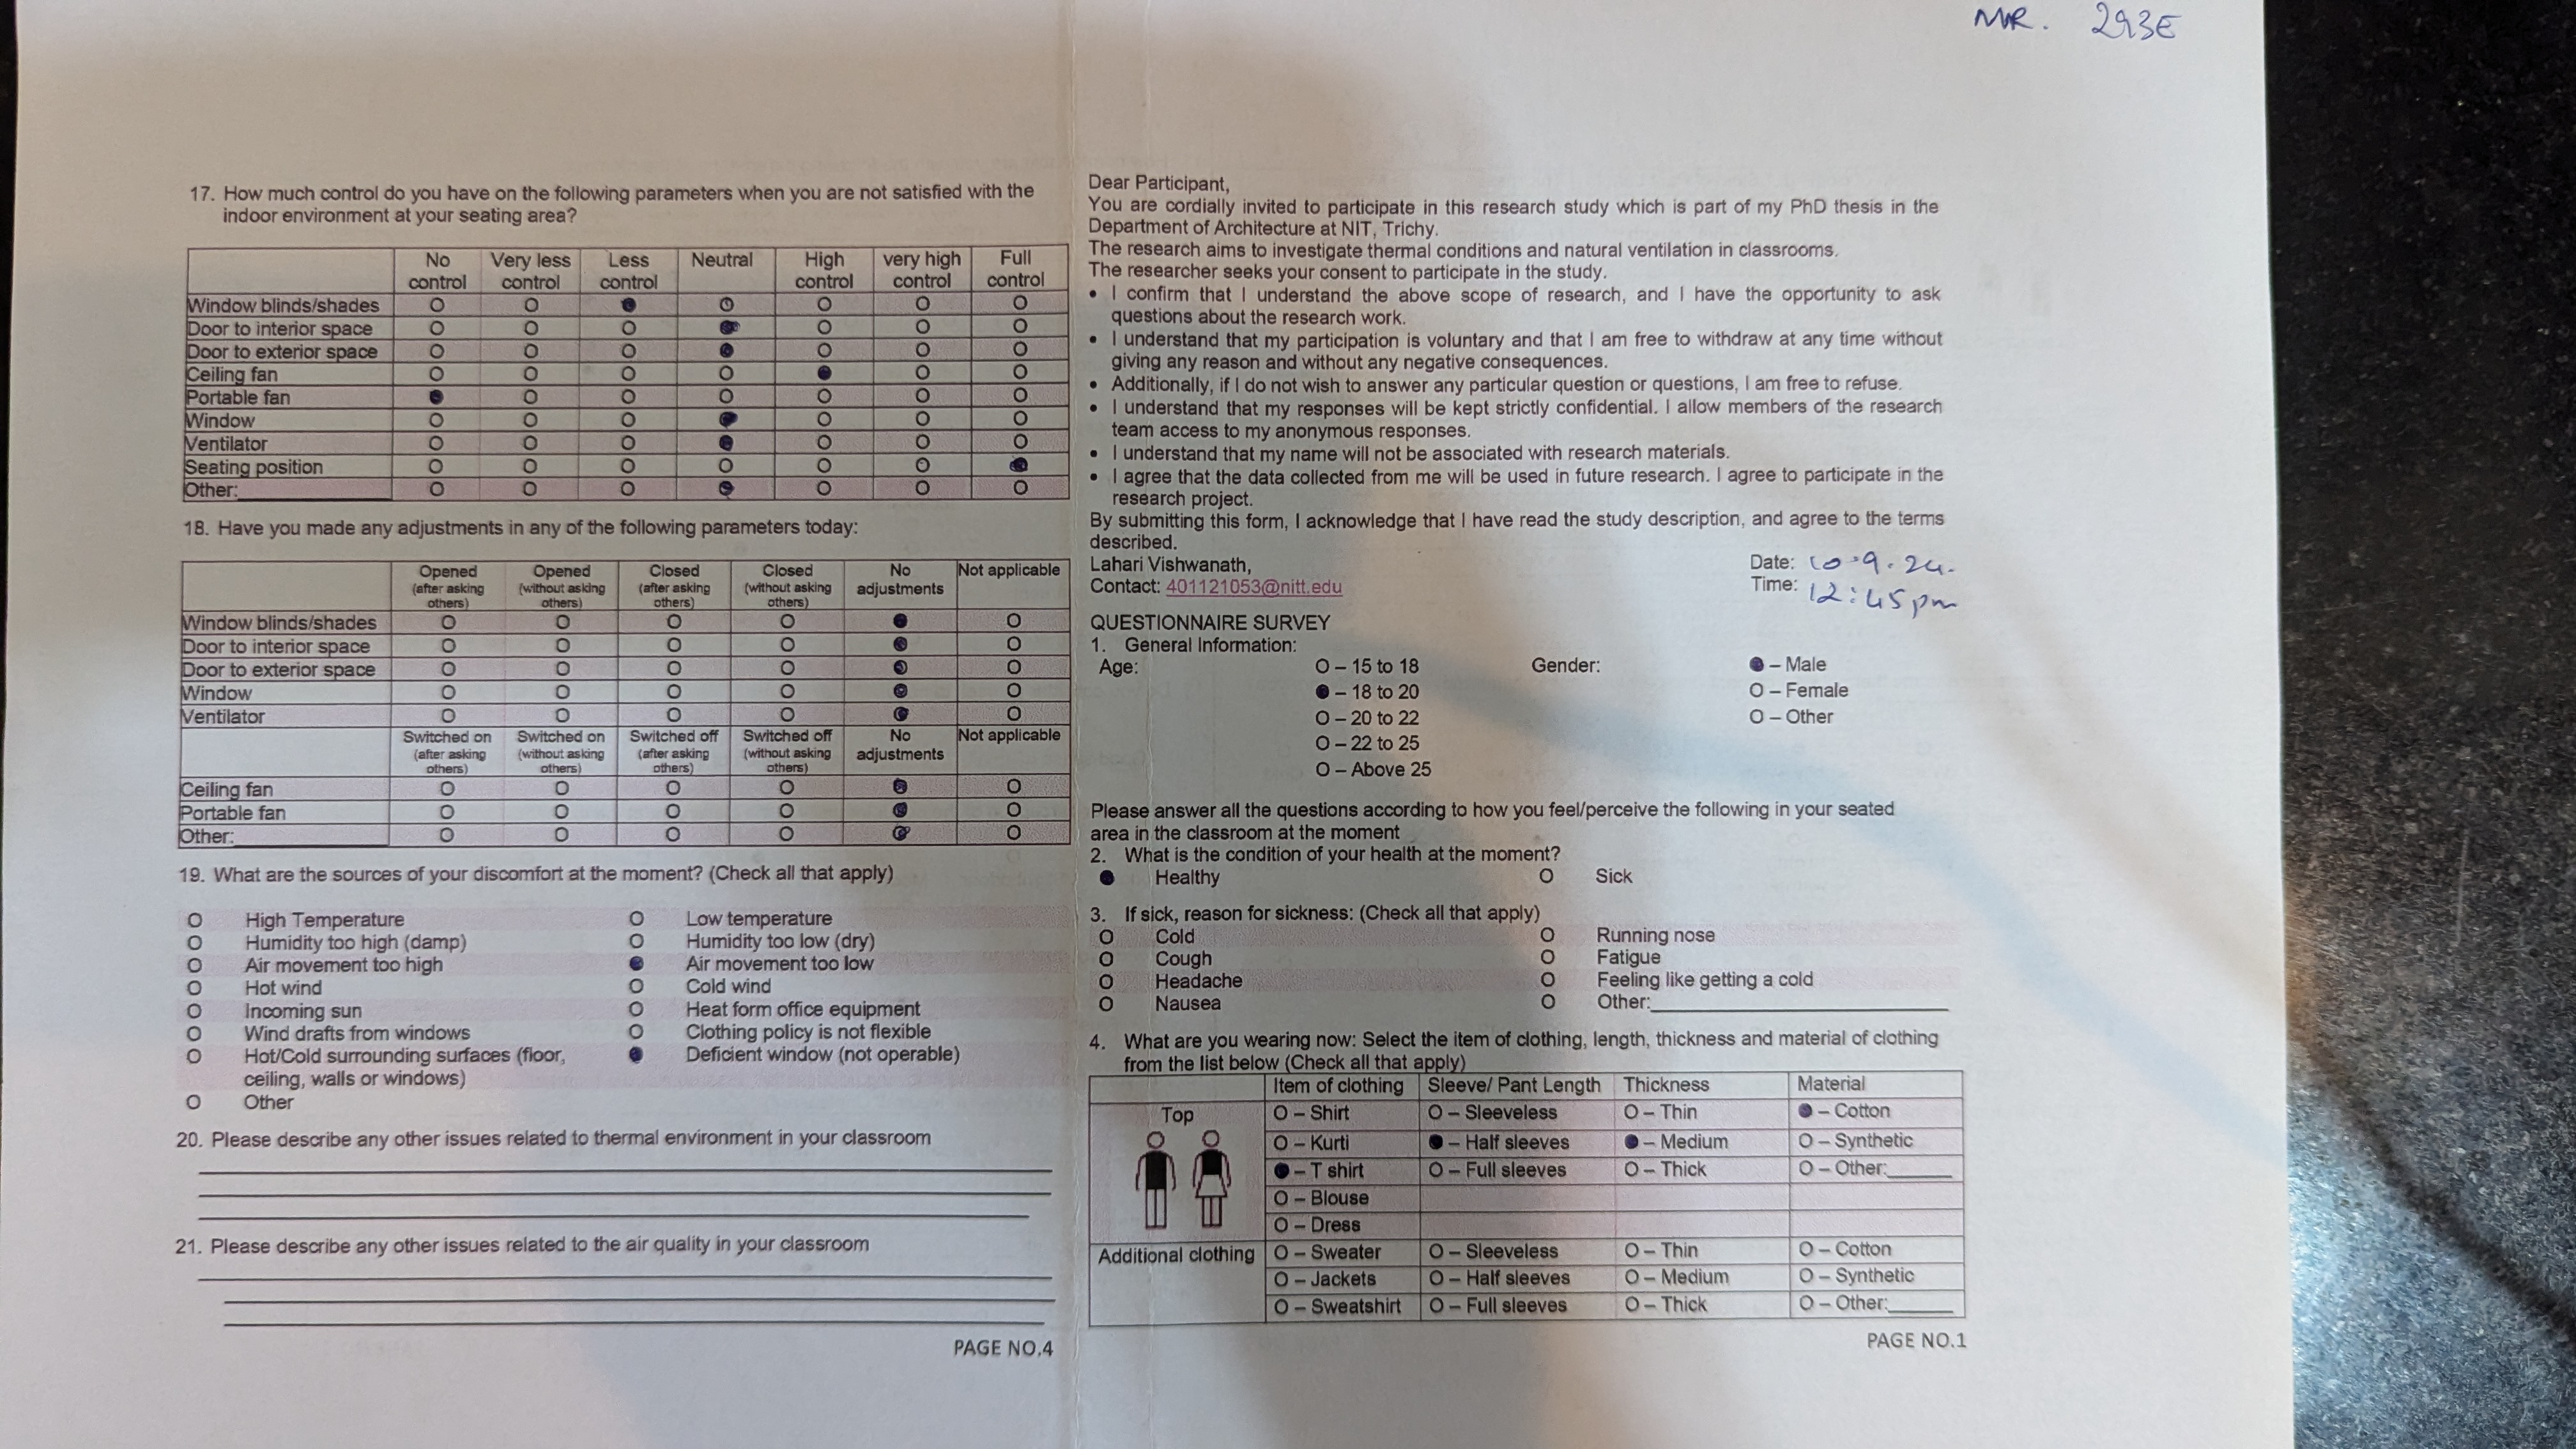 MR. 293E
17. How much control do you have on the following parameters when you are not satisfied with the
indoor environment at your seating area?
No control Very less control Less control Neutral High control very high control Full control
Window blinds/shades O O ● O O O O
Door to interior space O O O ● O O O
Door to exterior space O O O ● O O O
Ceiling fan O O O O ● O O
Portable fan ● O O O O O O
Window O O O ● O O O
Ventilator O O O ● O O O
Seating position O O O O O O ●
Other: O O O ● O O O
18. Have you made any adjustments in any of the following parameters today:
Opened (after asking others) Opened (without asking others) Closed (after asking others) Closed (without asking others) No adjustments Not applicable
Window blinds/shades O O O O ● O
Door to interior space O O O O ● O
Door to exterior space O O O O ● O
Window O O O O ● O
Ventilator O O O O ● O
Switched on (after asking others) Switched on (without asking others) Switched off (after asking others) Switched off (without asking others) No adjustments Not applicable
Ceiling fan O O O O ● O
Portable fan O O O O ● O
Other: O O O O ● O
19. What are the sources of your discomfort at the moment? (Check all that apply)
O High Temperature O Low temperature
O Humidity too high (damp) O Humidity too low (dry)
O Air movement too high ● Air movement too low
O Hot wind O Cold wind
O Incoming sun O Heat form office equipment
O Wind drafts from windows O Clothing policy is not flexible
O Hot/Cold surrounding surfaces (floor, ● Deficient window (not operable)
ceiling, walls or windows)
O Other
20. Please describe any other issues related to thermal environment in your classroom
21. Please describe any other issues related to the air quality in your classroom
PAGE NO.4
Dear Participant,
You are cordially invited to participate in this research study which is part of my PhD thesis in the
Department of Architecture at NIT, Trichy.
The research aims to investigate thermal conditions and natural ventilation in classrooms.
The researcher seeks your consent to participate in the study.
• I confirm that I understand the above scope of research, and I have the opportunity to ask
questions about the research work.
• I understand that my participation is voluntary and that I am free to withdraw at any time without
giving any reason and without any negative consequences.
• Additionally, if I do not wish to answer any particular question or questions, I am free to refuse.
• I understand that my responses will be kept strictly confidential. I allow members of the research
team access to my anonymous responses.
• I understand that my name will not be associated with research materials.
• I agree that the data collected from me will be used in future research. I agree to participate in the
research project.
By submitting this form, I acknowledge that I have read the study description, and agree to the terms
described.
Lahari Vishwanath, Date: 10.9.24.
Contact: 401121053@nitt.edu Time: 12:45pm
QUESTIONNAIRE SURVEY
1. General Information:
Age: O – 15 to 18 Gender: ● – Male
● – 18 to 20 O – Female
O – 20 to 22 O – Other
O – 22 to 25
O – Above 25
Please answer all the questions according to how you feel/perceive the following in your seated
area in the classroom at the moment
2. What is the condition of your health at the moment?
● Healthy O Sick
3. If sick, reason for sickness: (Check all that apply)
O Cold O Running nose
O Cough O Fatigue
O Headache O Feeling like getting a cold
O Nausea O Other:
4. What are you wearing now: Select the item of clothing, length, thickness and material of clothing
from the list below (Check all that apply)
Item of clothing Sleeve/ Pant Length Thickness Material
Top O – Shirt O – Sleeveless O – Thin ● – Cotton
O – Kurti ● – Half sleeves ● – Medium O – Synthetic
● – T shirt O – Full sleeves O – Thick O – Other:
O – Blouse
O – Dress
Additional clothing O – Sweater O – Sleeveless O – Thin O – Cotton
O – Jackets O – Half sleeves O – Medium O – Synthetic
O – Sweatshirt O – Full sleeves O – Thick O – Other:
PAGE NO.1